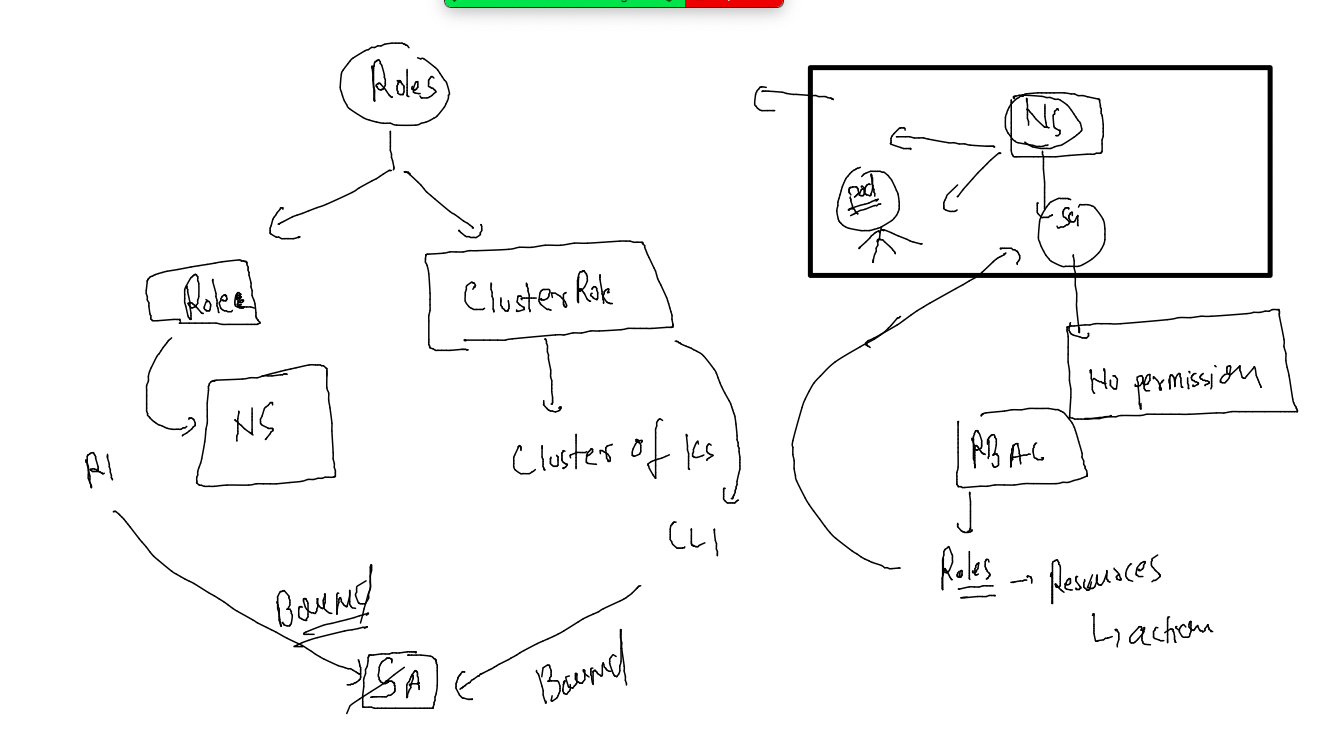 Roles
Role
ClusterRole
NS
R1
Cluster of K8s
CL1
Bound
SA
Bound
NS
pod
SA
No permission
RBAC
Roles → Resources
↳ action